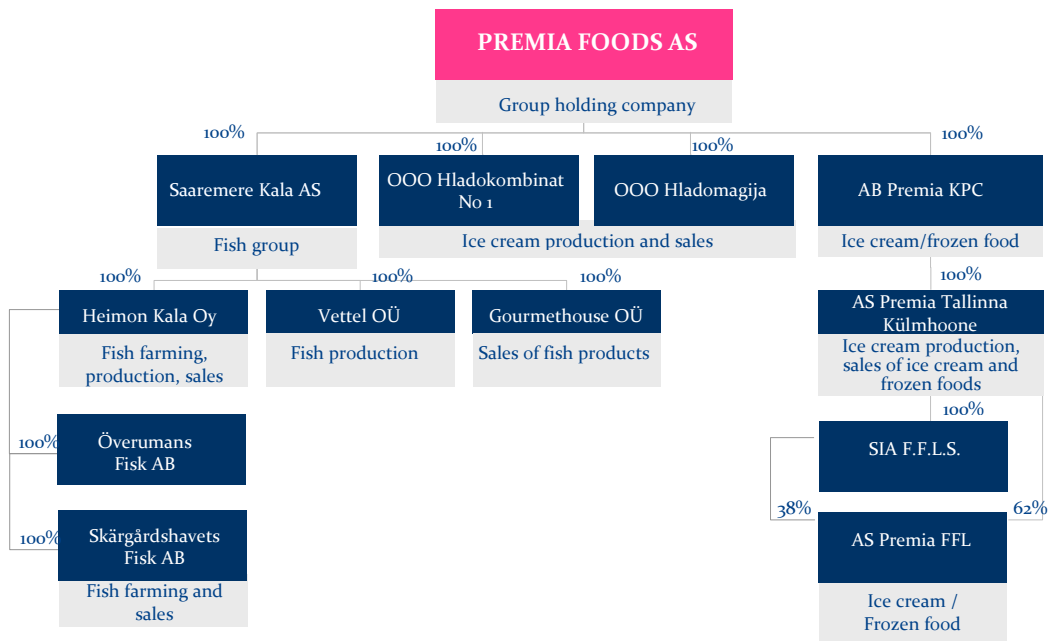 PREMIA FOODS AS
Group holding company
100%
100%
100%
100%
Saaremere Kala AS
OOO Hladokombinat
No 1
OOO Hladomagija
AB Premia KPC
Fish group
Ice cream production and sales
Ice cream/frozen food
100%
100%
100%
100%
Heimon Kala Oy
Vettel OÜ
Gourmethouse OÜ
AS Premia Tallinna
Külmhoone
Fish farming,
production, sales
Fish production
Sales of fish products
Ice cream production,
sales of ice cream and
frozen foods
100%
100%
Överumans
Fisk AB
SIA F.F.L.S.
38%
62%
100%
Skärgårdshavets
Fisk AB
AS Premia FFL
Fish farming and
sales
Ice cream /
Frozen food